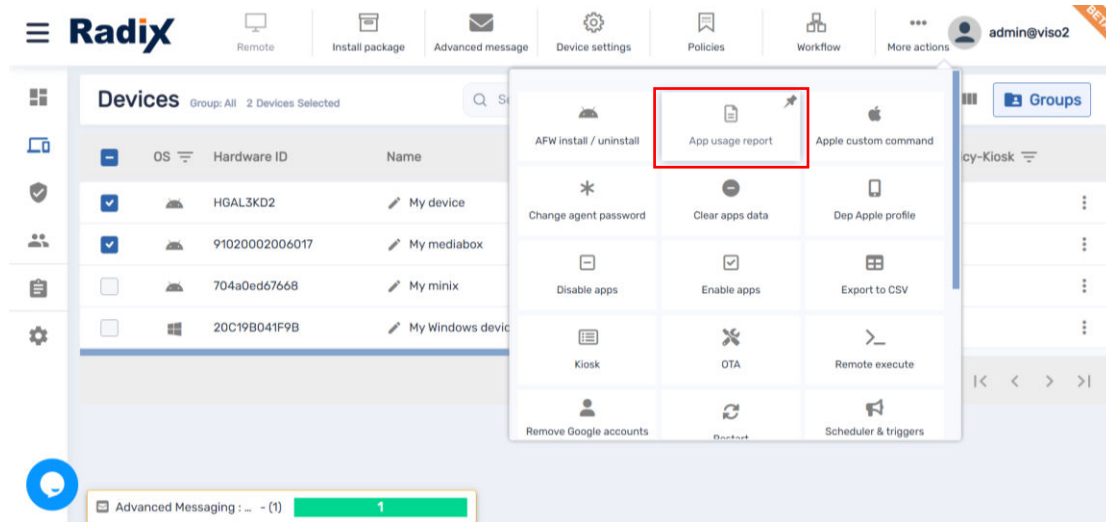 RadiX
Remote
Install package
Advanced message
Device settings
Policies
Workflow
More actions
admin@viso2
BETA
Devices Group: All 2 Devices Selected
Groups
OS
Hardware ID
Name
cy-Kiosk
HGAL3KD2
My device
91020002006017
My mediabox
704a0ed67668
My minix
20C19B041F9B
My Windows devic
AFW install / uninstall
App usage report
Apple custom command
Change agent password
Clear apps data
Dep Apple profile
Disable apps
Enable apps
Export to CSV
Kiosk
OTA
Remote execute
Remove Google accounts
Restart
Scheduler & triggers
Advanced Messaging : ... - (1)
1